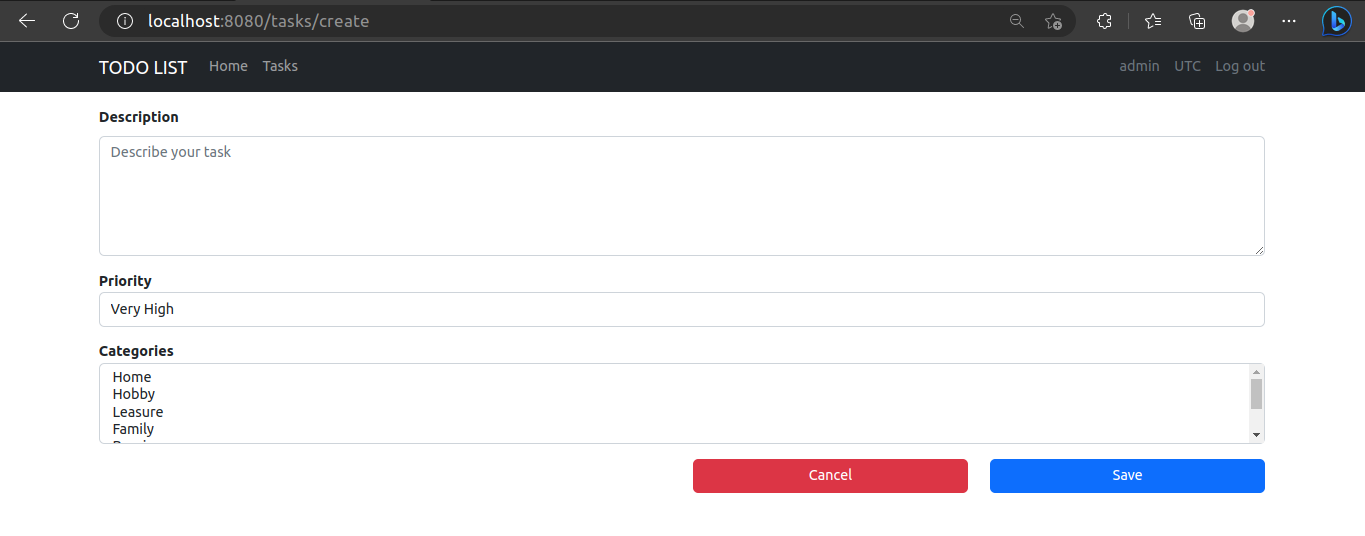 localhost:8080/tasks/create
TODO LIST Home Tasks admin UTC Log out
Description
Describe your task
Priority
Very High
Categories
Home
Hobby
Leasure
Family
Cancel Save